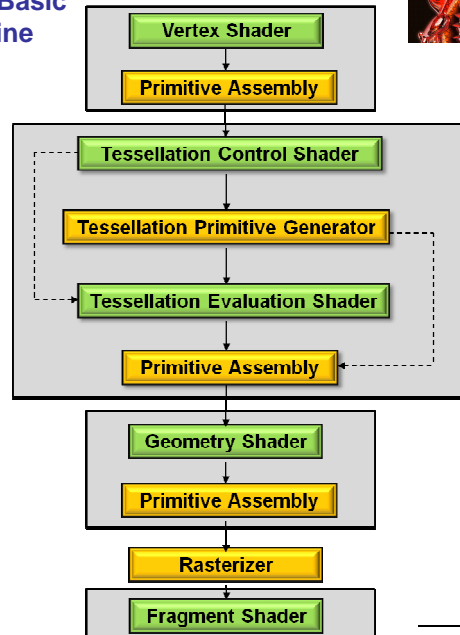 Basic
ine
Vertex Shader
Primitive Assembly
Tessellation Control Shader
Tessellation Primitive Generator
Tessellation Evaluation Shader
Primitive Assembly
Geometry Shader
Primitive Assembly
Rasterizer
Fragment Shader